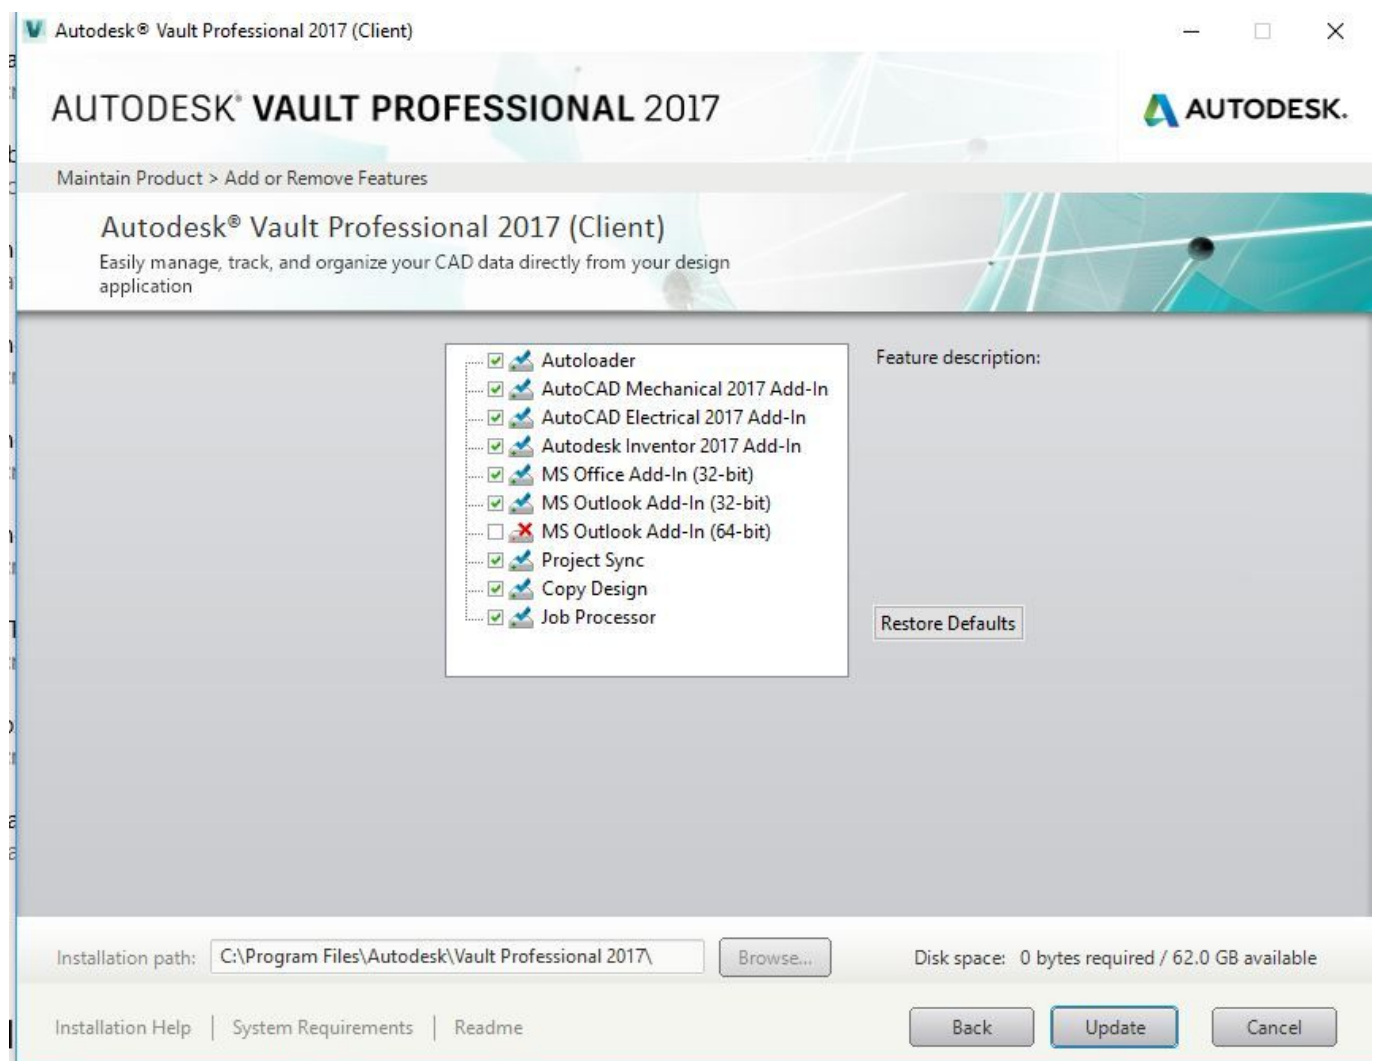 Autodesk® Vault Professional 2017 (Client)
AUTODESK® VAULT PROFESSIONAL 2017
AUTODESK.
Maintain Product > Add or Remove Features
Autodesk® Vault Professional 2017 (Client)
Easily manage, track, and organize your CAD data directly from your design
application
Autoloader
AutoCAD Mechanical 2017 Add-In
AutoCAD Electrical 2017 Add-In
Autodesk Inventor 2017 Add-In
MS Office Add-In (32-bit)
MS Outlook Add-In (32-bit)
MS Outlook Add-In (64-bit)
Project Sync
Copy Design
Job Processor
Feature description:
Restore Defaults
Installation path: C:\Program Files\Autodesk\Vault Professional 2017\ Browse... Disk space: 0 bytes required / 62.0 GB available
Installation Help | System Requirements | Readme Back Update Cancel